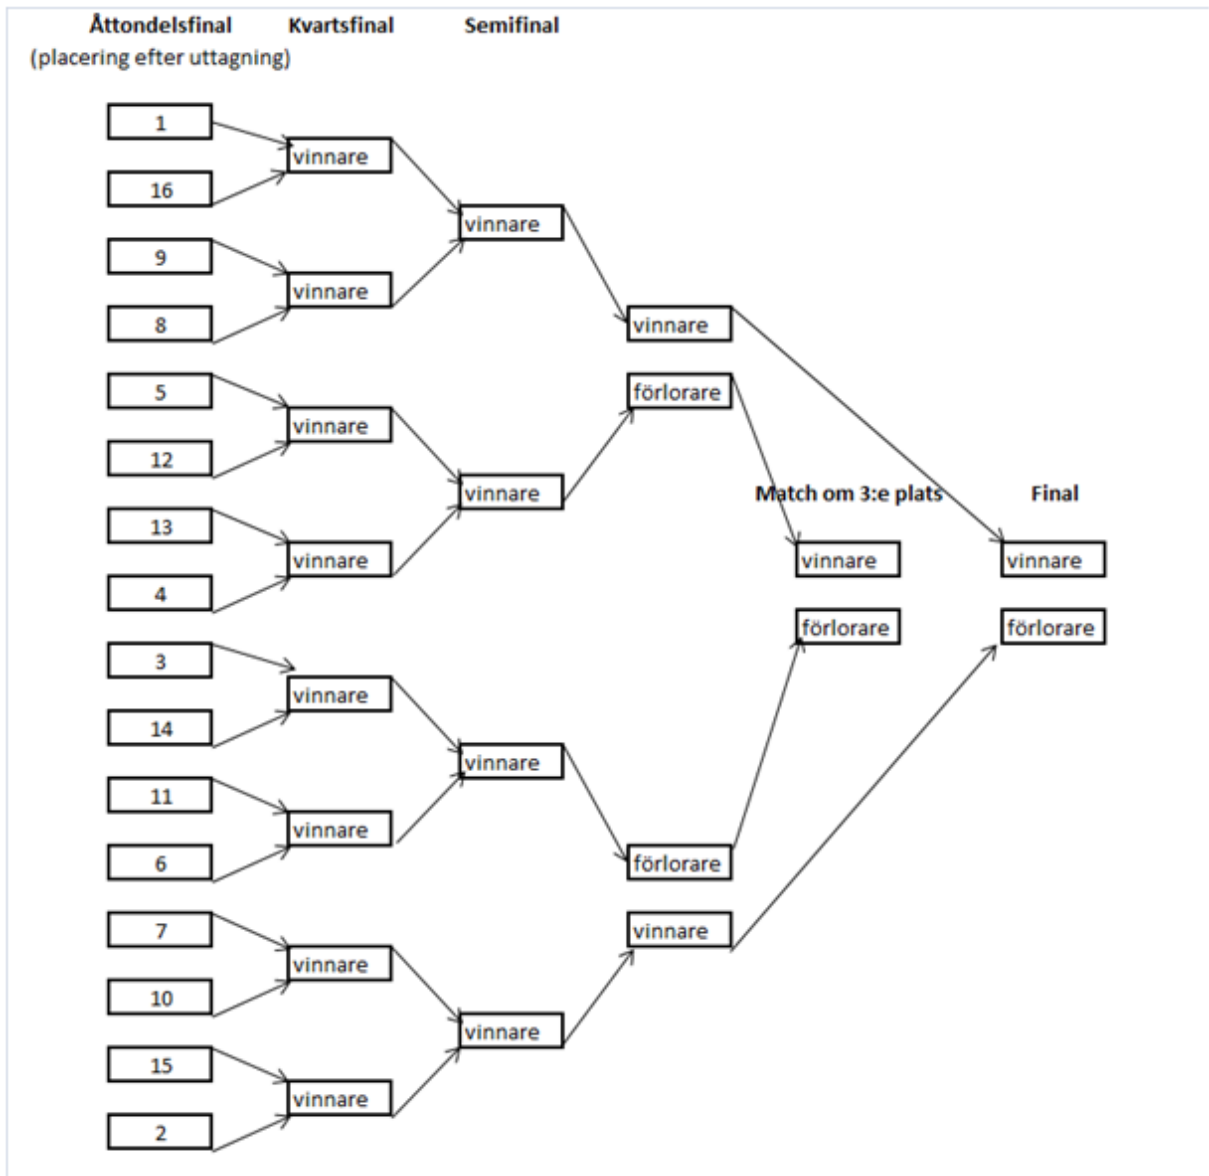 Åttondelsfinal Kvartsfinal Semifinal
(placering efter uttagning)
1
vinnare
16
vinnare
9
vinnare
8
vinnare
5
förlorare
vinnare
12
vinnare
Match om 3:e plats Final
13
vinnare
vinnare
vinnare
4
förlorare
förlorare
3
vinnare
14
vinnare
11
vinnare
6
förlorare
7
vinnare
vinnare
10
vinnare
15
vinnare
2